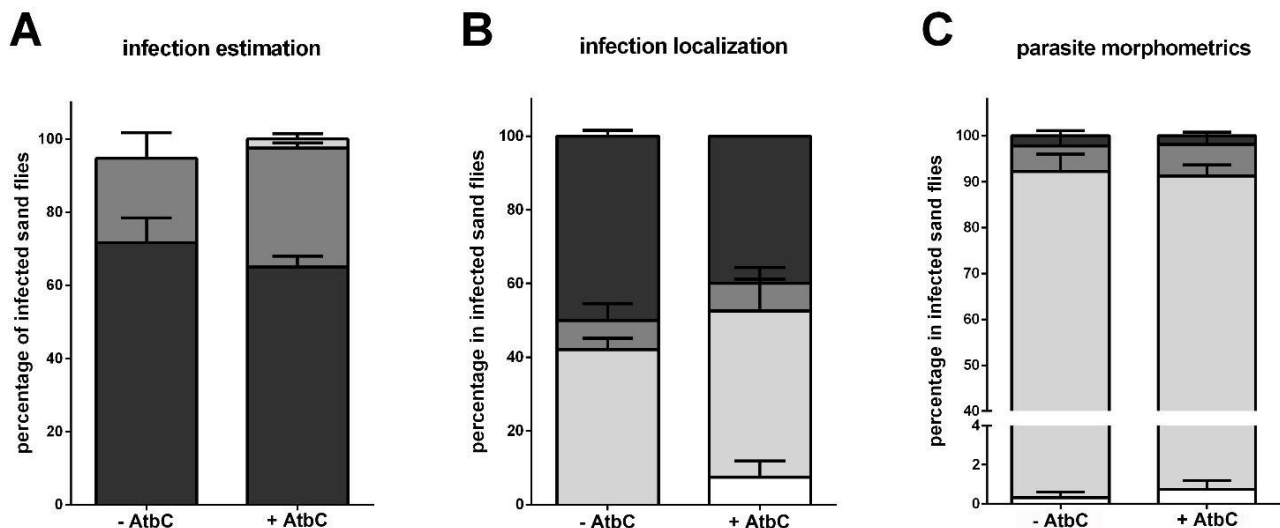 A
infection estimation
percentage of infected sand flies
100
80
60
40
20
0
- AtbC
+ AtbC
B
infection localization
percentage in infected sand flies
100
80
60
40
20
0
- AtbC
+ AtbC
C
parasite morphometrics
percentage in infected sand flies
100
90
80
70
60
50
40
4
2
0
- AtbC
+ AtbC